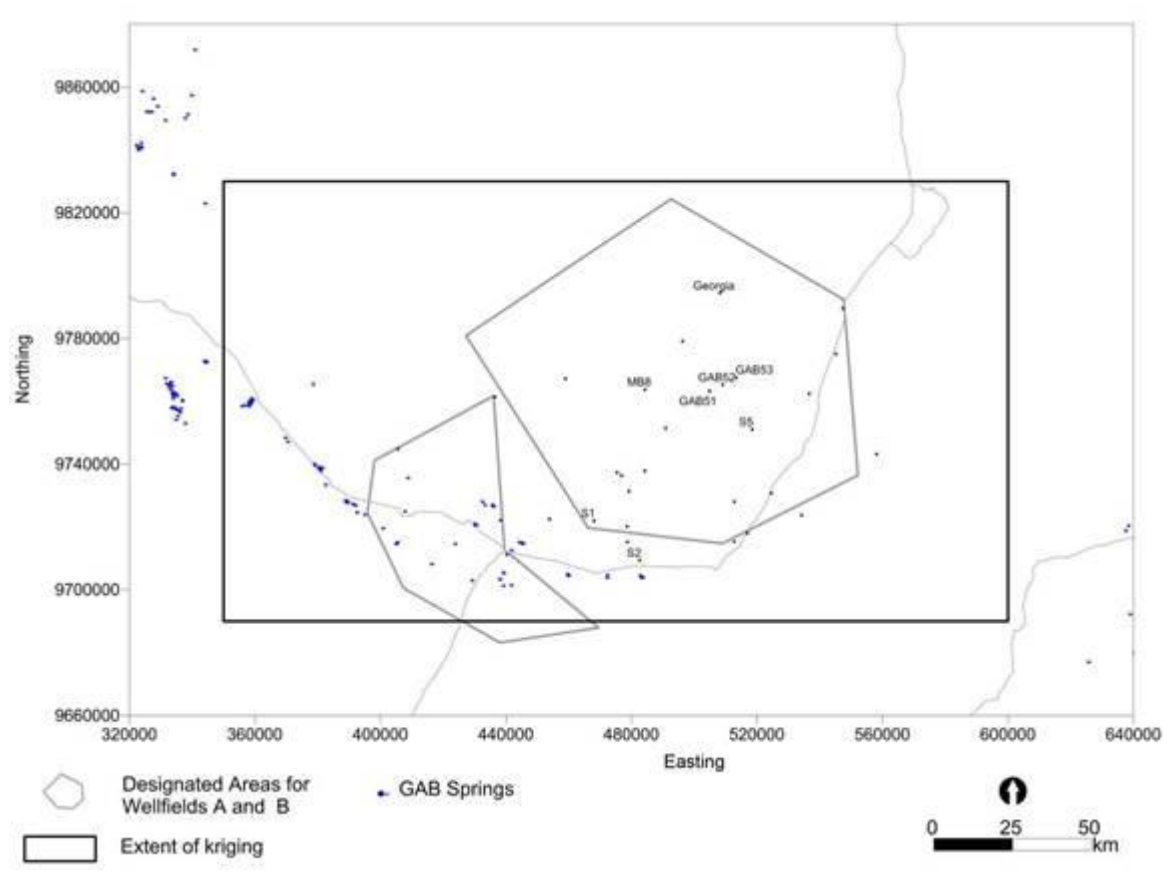 9860000
9820000
9780000
9740000
9700000
9660000
Northing
Georgia
MB8
GAB52
GAB53
GAB51
S5
S1
S2
320000 360000 400000 440000 480000 520000 560000 600000 640000
Easting
Designated Areas for
Wellfields A and B
GAB Springs
Extent of kriging
0 25 50
km